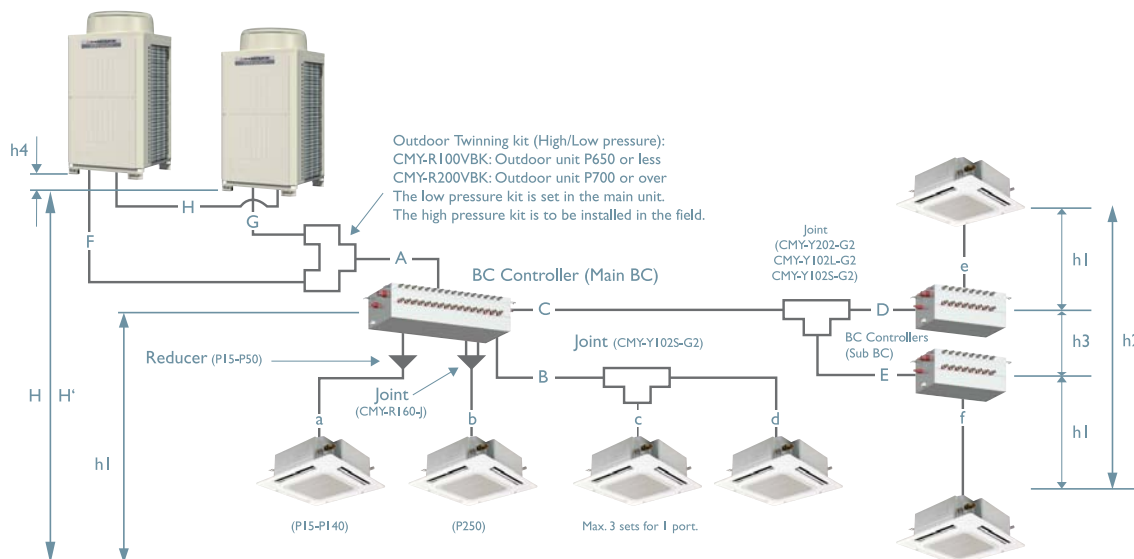 h4
H
G
F
Outdoor Twinning kit (High/Low pressure):
CMY-R100VBK: Outdoor unit P650 or less
CMY-R200VBK: Outdoor unit P700 or over
The low pressure kit is set in the main unit.
The high pressure kit is to be installed in the field.
A
BC Controller (Main BC)
Joint
(CMY-Y202-G2
CMY-Y102L-G2
CMY-Y102S-G2)
e
h1
C
D
Reducer (P15-P50)
Joint (CMY-Y102S-G2)
BC Controllers
(Sub BC)
h3
h2
E
B
Joint
(CMY-R160-J)
H
H'
h1
a
b
c
d
f
h1
(P15-P140)
(P250)
Max. 3 sets for 1 port.